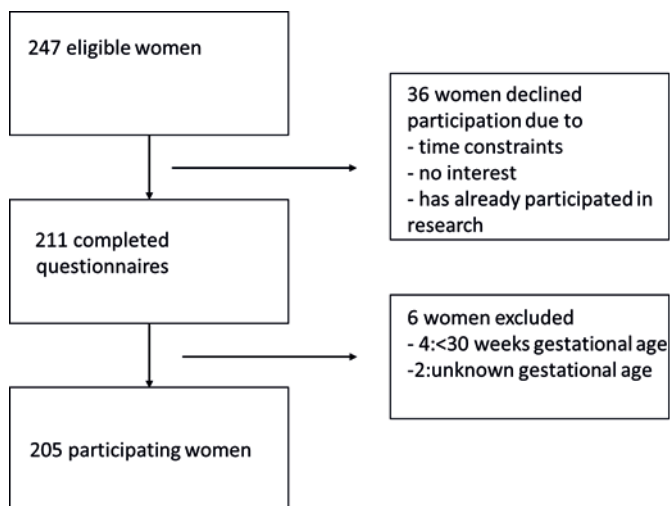 247 eligible women
36 women declined
participation due to
- time constraints
- no interest
- has already participated in
research
211 completed
questionnaires
6 women excluded
- 4:<30 weeks gestational age
-2:unknown gestational age
205 participating women